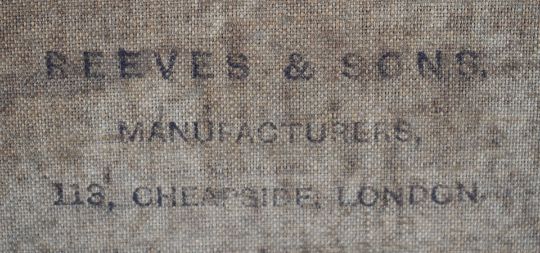 REEVES & SONS.
MANUFACTURERS,
113, CHEAPSIDE, LONDON